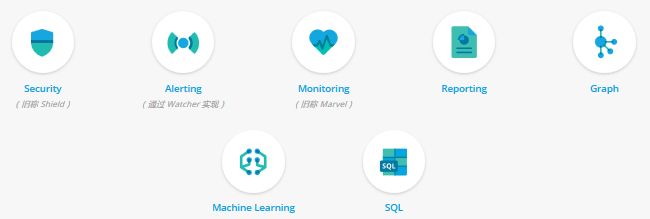 Security
Alerting
Monitoring
Reporting
Graph
( 旧称 Shield )
( 通过 Watcher 实现 )
( 旧称 Marvel )
Machine Learning
SQL
SQL